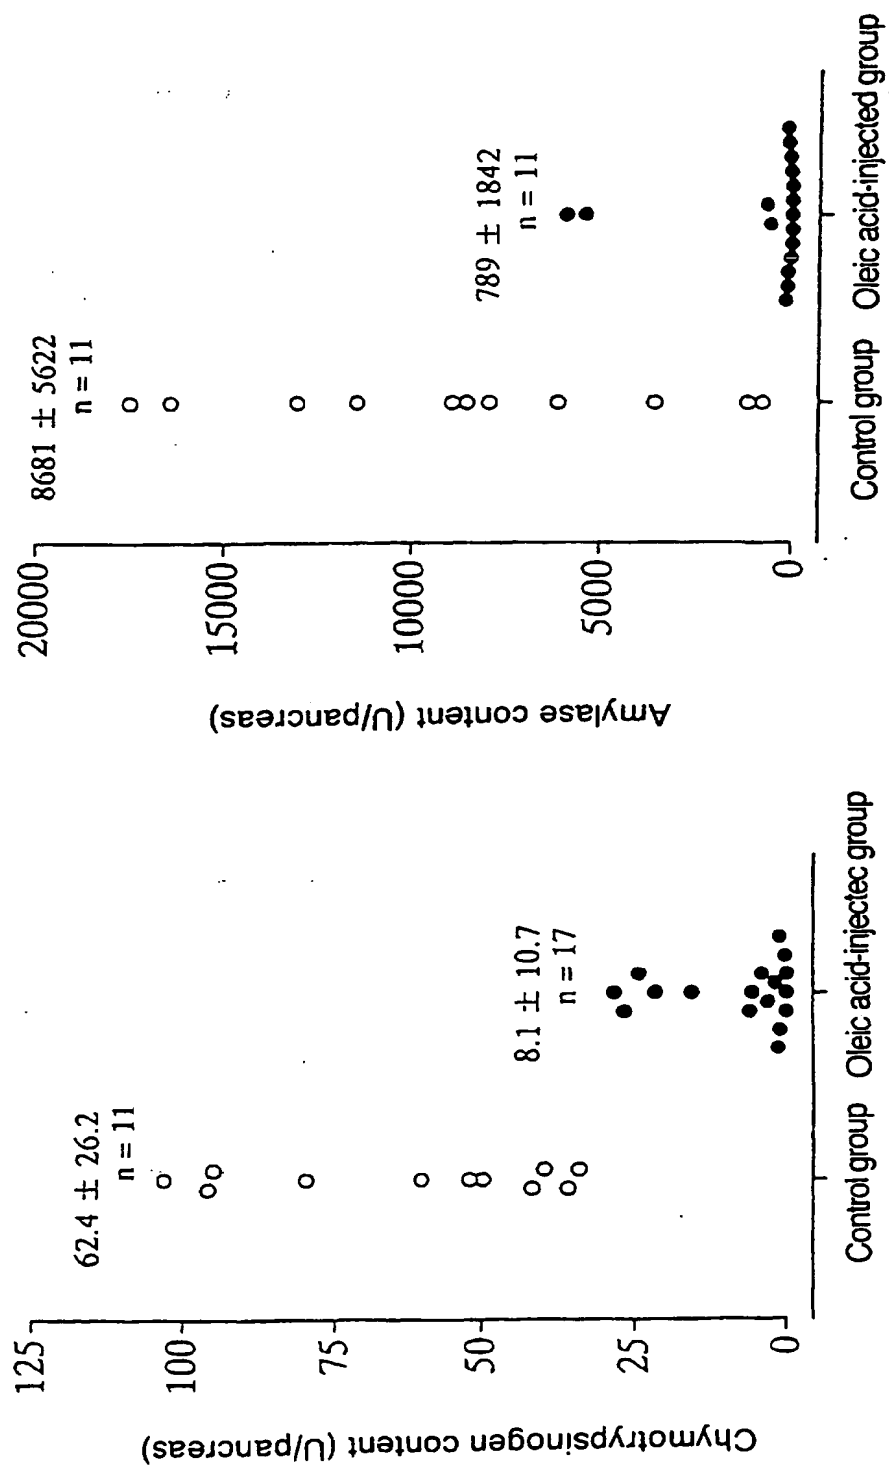 Chymotrypsinogen content (U/pancreas)
125
100
75
50
25
0
62.4 ± 26.2
n = 11
8.1 ± 10.7
n = 17
Control group
Oleic acid-injectec group
Amylase content (U/pancreas)
20000
15000
10000
5000
0
8681 ± 5622
n = 11
789 ± 1842
n = 11
Control group
Oleic acid-injected group